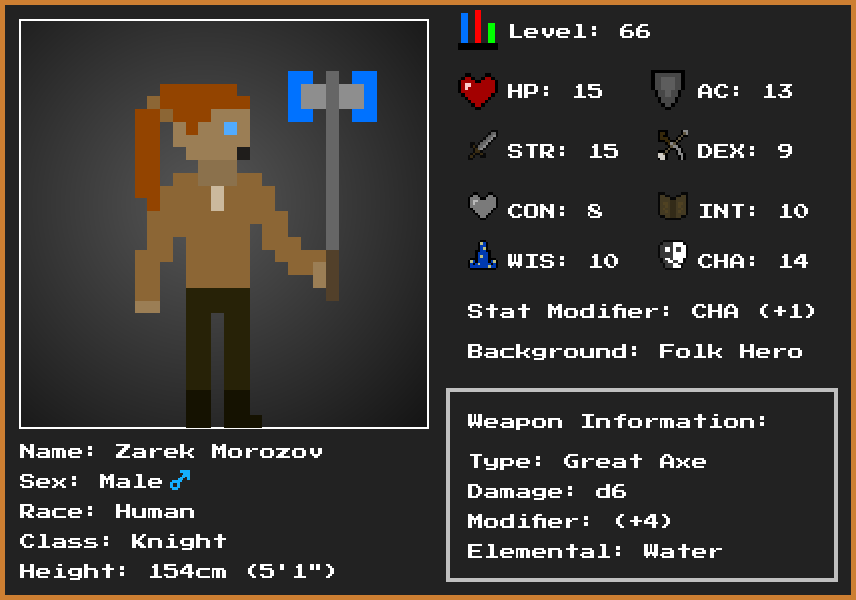 Level: 66
HP: 15
AC: 13
STR: 15
DEX: 9
CON: 8
INT: 10
WIS: 10
CHA: 14
Stat Modifier: CHA (+1)
Background: Folk Hero
Name: Zarek Morozov
Sex: Male ♂
Race: Human
Class: Knight
Height: 154cm (5'1")
Weapon Information:
Type: Great Axe
Damage: d6
Modifier: (+4)
Elemental: Water